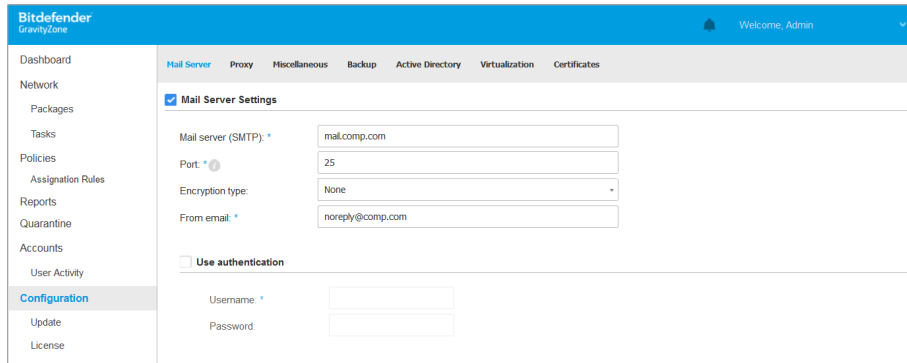 Bitdefender
GravityZone
Welcome, Admin
Dashboard
Network
Packages
Tasks
Policies
Assignation Rules
Reports
Quarantine
Accounts
User Activity
Configuration
Update
License
Mail Server Proxy Miscellaneous Backup Active Directory Virtualization Certificates
Mail Server Settings
Mail server (SMTP): * mail.comp.com
Port: * i 25
Encryption type: None
From email: * noreply@comp.com
Use authentication
Username: *
Password: